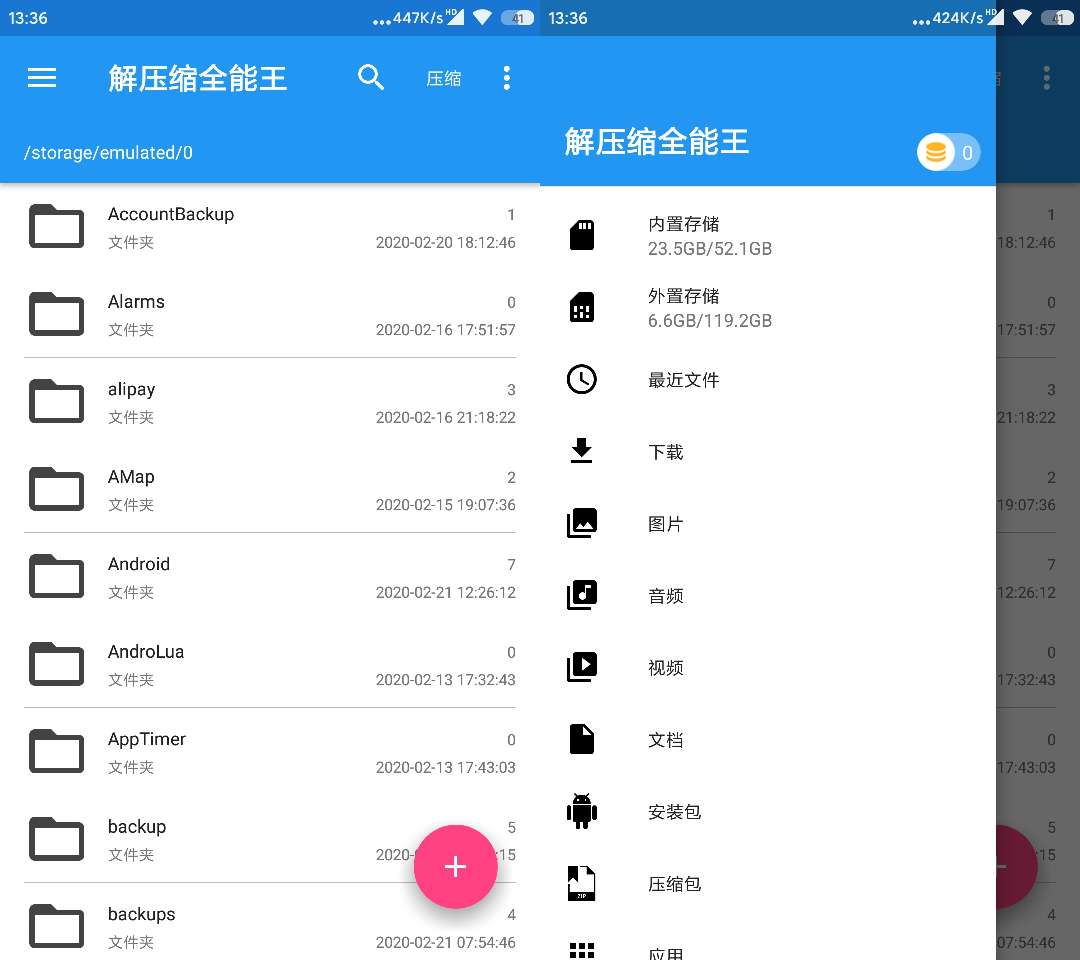 13:36
...447K/s HD 41
解压缩全能王
压缩
/storage/emulated/0
AccountBackup 1
文件夹 2020-02-20 18:12:46
Alarms 0
文件夹 2020-02-16 17:51:57
alipay 3
文件夹 2020-02-16 21:18:22
AMap 2
文件夹 2020-02-15 19:07:36
Android 7
文件夹 2020-02-21 12:26:12
AndroLua 0
文件夹 2020-02-13 17:32:43
AppTimer 0
文件夹 2020-02-13 17:43:03
backup 5
文件夹 2020- :15
backups 4
文件夹 2020-02-21 07:54:46
13:36
...424K/s HD 41
解压缩全能王
0
内置存储
23.5GB/52.1GB
外置存储
6.6GB/119.2GB
最近文件
下载
图片
音频
视频
文档
安装包
ZIP
压缩包
应用
缩
1
18:12:46
0
17:51:57
3
21:18:22
2
19:07:36
7
12:26:12
0
17:32:43
0
17:43:03
5
:15
4
07:54:46